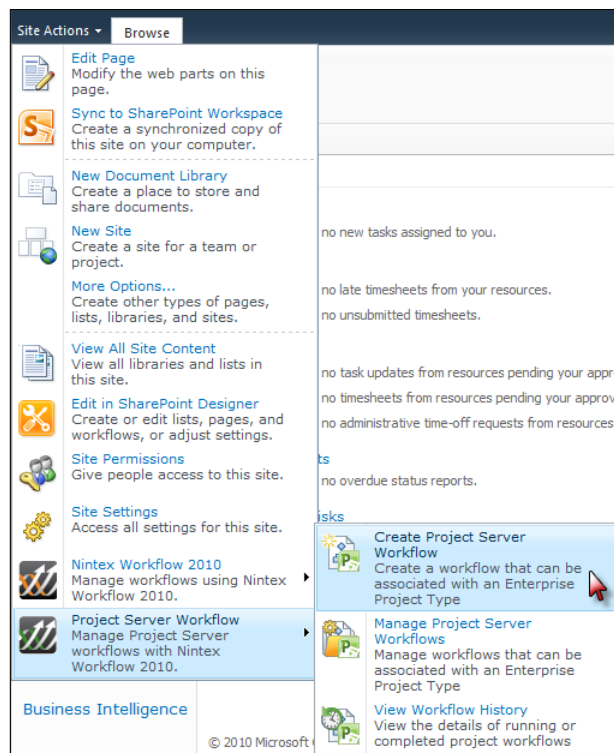 Site Actions
Browse
Edit Page
Modify the web parts on this
page.
Sync to SharePoint Workspace
Create a synchronized copy of
this site on your computer.
New Document Library
Create a place to store and
share documents.
New Site
Create a site for a team or
project.
More Options...
Create other types of pages,
lists, libraries, and sites.
View All Site Content
View all libraries and lists in
this site.
Edit in SharePoint Designer
Create or edit lists, pages, and
workflows, or adjust settings.
Site Permissions
Give people access to this site.
Site Settings
Access all settings for this site.
Nintex Workflow 2010
Manage workflows using Nintex
Workflow 2010.
Project Server Workflow
Manage Project Server
workflows with Nintex
Workflow 2010.
Business Intelligence
no new tasks assigned to you.
no late timesheets from your resources.
no unsubmitted timesheets.
no task updates from resources pending your appr
no timesheets from resources pending your approv
no administrative time-off requests from resources
ts
no overdue status reports.
isks
Create Project Server
Workflow
Create a workflow that can be
associated with an Enterprise
Project Type
Manage Project Server
Workflows
Manage workflows that can be
associated with an Enterprise
Project Type
View Workflow History
View the details of running or
completed project workflows
© 2010 Microsoft